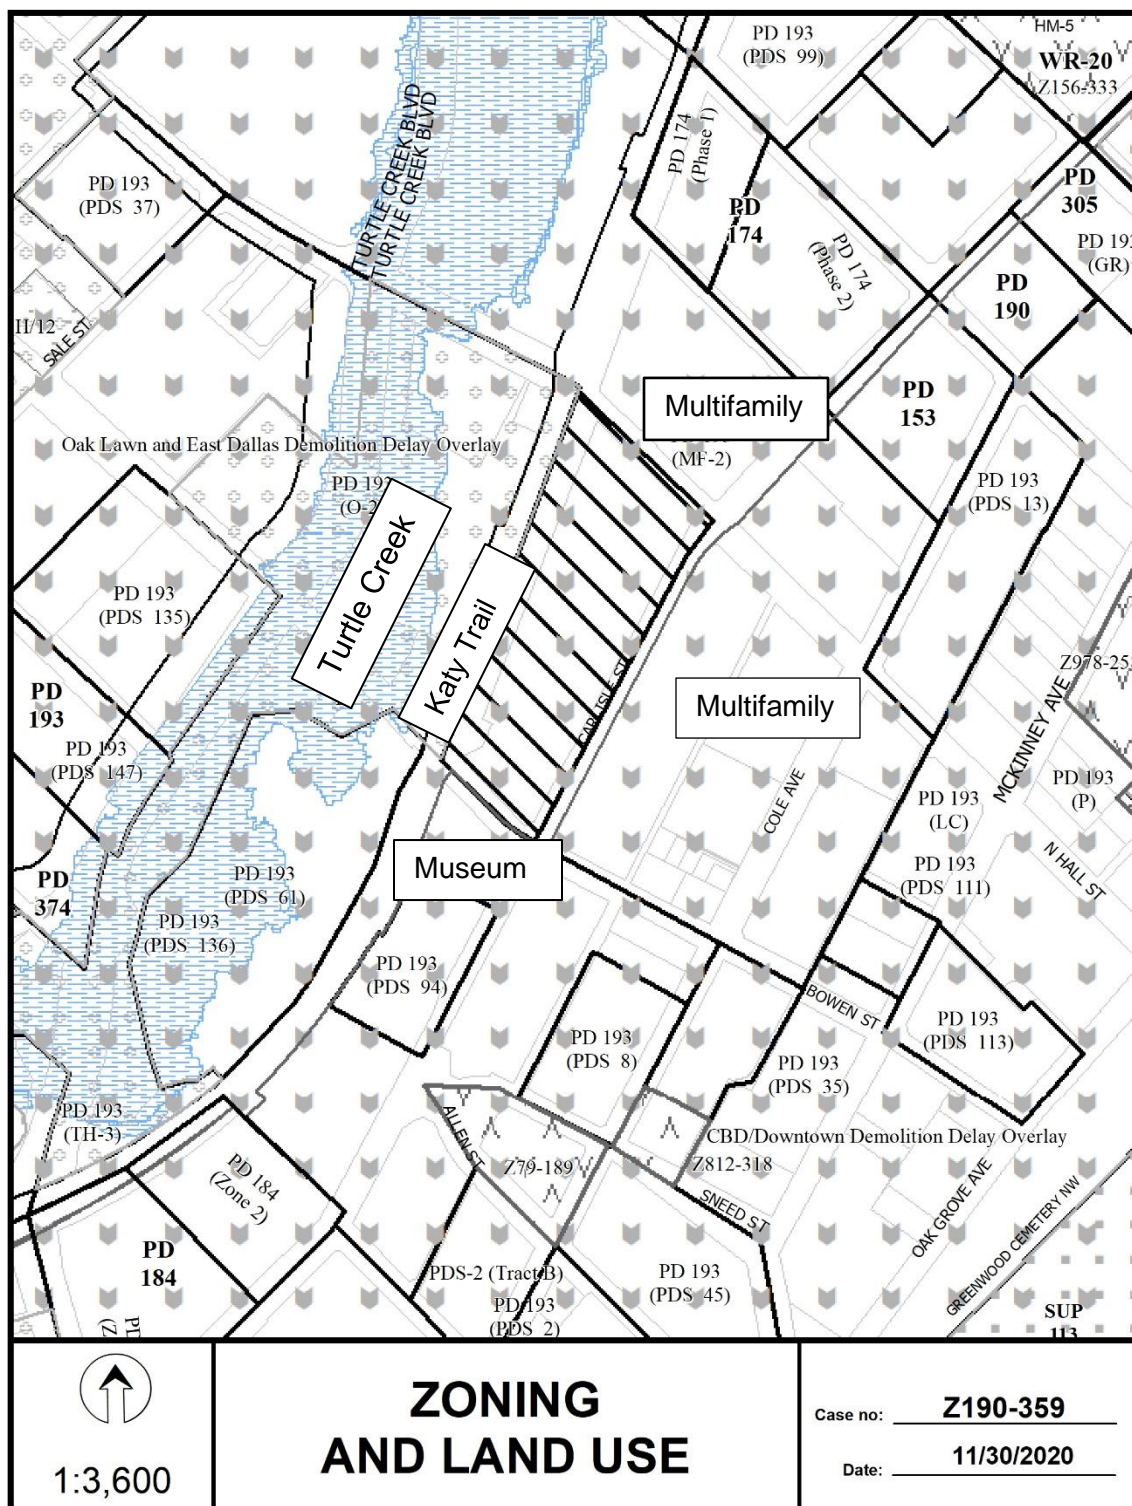 PD 193
(PDS 99)
HM-5
WR-20
Z156-333
TURTLE CREEK BLVD
TURTLE CREEK BLVD
PD 174
(Phase 1)
PD 193
(PDS 37)
PD
174
PD
305
PD 193
(GR)
PD 174
(Phase 2)
PD
190
H/12
SALE ST
Multifamily
(MF-2)
PD
153
Oak Lawn and East Dallas Demolition Delay Overlay
PD 193
PD 193
(PDS 13)
Turtle Creek
Katy Trail
PD 193
(PDS 135)
CARLISLE ST
Multifamily
PD
193
PD 193
(PDS 147)
MCKINNEY AVE
COLE AVE
PD 193
(P)
PD 193
(LC)
N HALL ST
Museum
PD 193
(PDS 111)
PD
374
PD 193
(PDS 61)
PD 193
(PDS 136)
PD 193
(PDS 94)
BOWEN ST
PD 193
(PDS 113)
PD 193
(PDS 8)
PD 193
(PDS 35)
PD 193
(TH-3)
ALLEN ST
CBD/Downtown Demolition Delay Overlay
Z79-189
Z812-318
PD 184
(Zone 2)
SNEED ST
OAK GROVE AVE
GREENWOOD CEMETERY NW
PD
184
PDS-2 (Tract B)
PD 193
(PDS 2)
PD 193
(PDS 45)
SUP
113
1:3,600
ZONING
AND LAND USE
Case no: Z190-359
Date: 11/30/2020